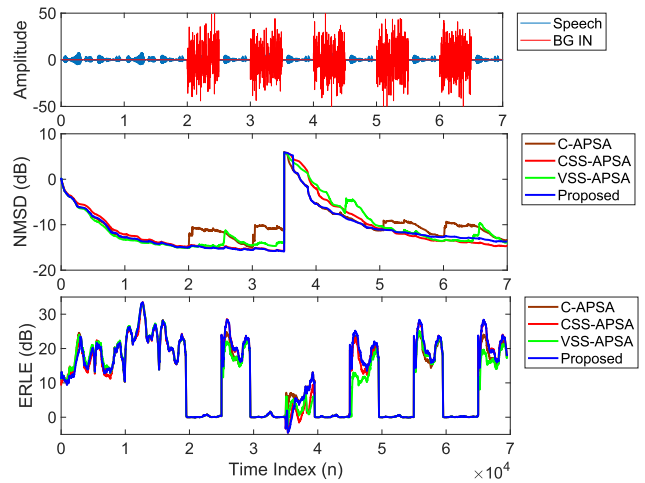 50
0
-50
Amplitude
0 1 2 3 4 5 6 7
Speech
BG IN
10
0
-10
-20
NMSD (dB)
0 1 2 3 4 5 6 7
C-APSA
CSS-APSA
VSS-APSA
Proposed
30
20
10
0
ERLE (dB)
0 1 2 3 4 5 6 7
C-APSA
CSS-APSA
VSS-APSA
Proposed
Time Index (n)
×10⁴